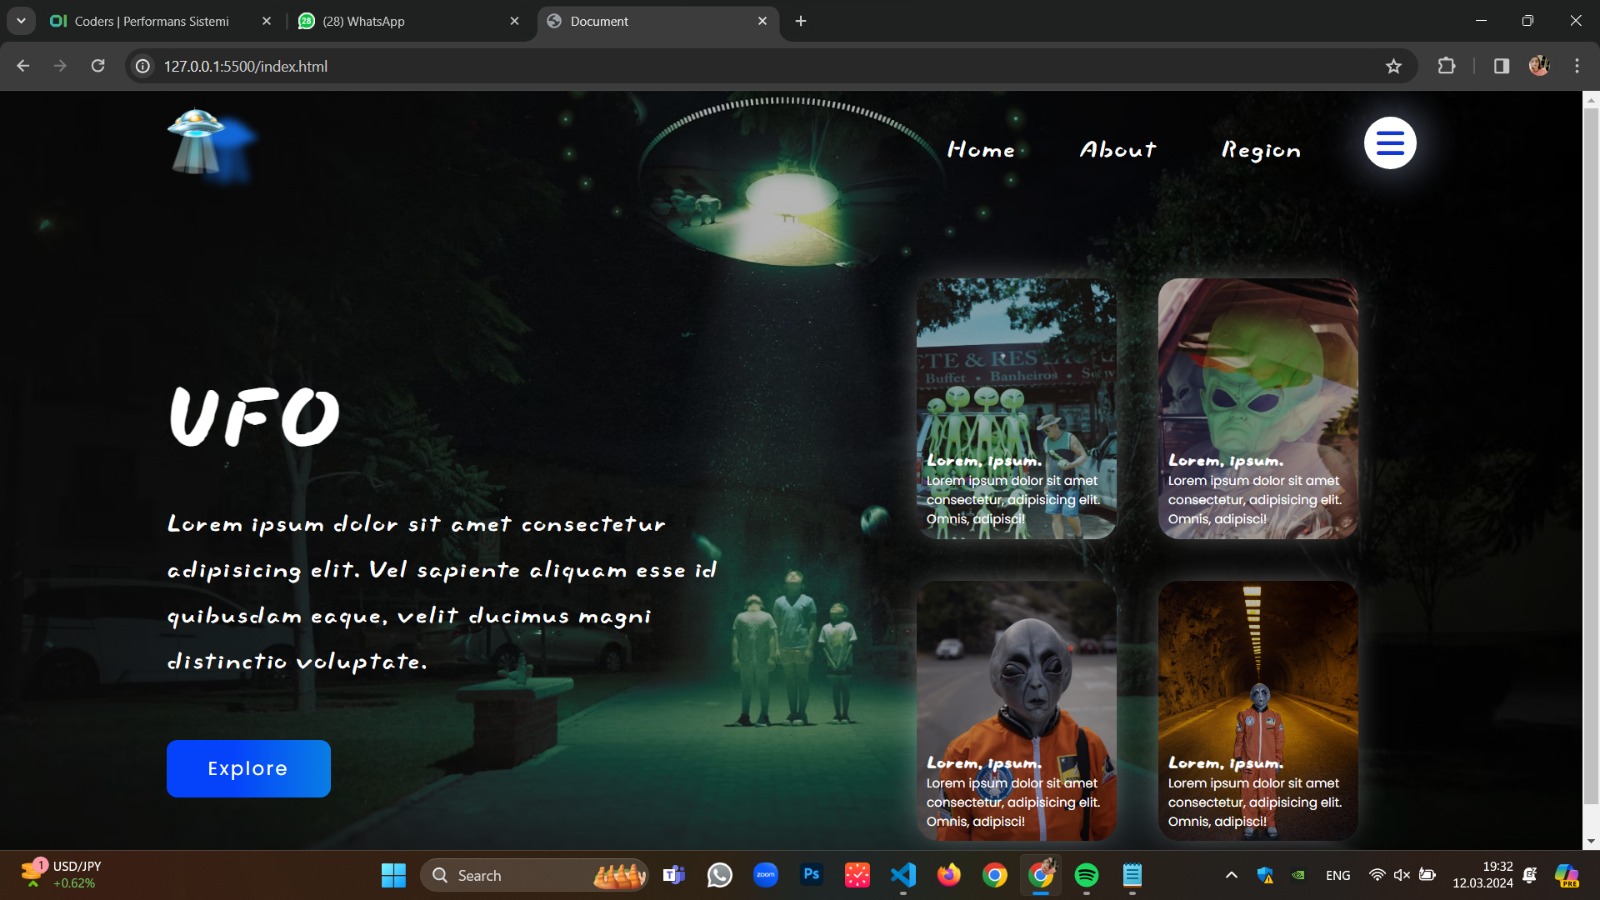 Coders | Performans Sistemi
28
(28) WhatsApp
Document
127.0.0.1:5500/index.html
Home
About
Region
UFO
Lorem ipsum dolor sit amet consectetur
adipisicing elit. Vel sapiente aliquam esse id
quibusdam eaque, velit ducimus magni
distinctio voluptate.
Explore
Buffet • Banheiros •
Lorem, ipsum.
Lorem ipsum dolor sit amet
consectetur, adipisicing elit.
Omnis, adipisci!
Lorem, ipsum.
Lorem ipsum dolor sit amet
consectetur, adipisicing elit.
Omnis, adipisci!
Lorem, ipsum.
Lorem ipsum dolor sit amet
consectetur, adipisicing elit.
Omnis, adipisci!
Lorem, ipsum.
Lorem ipsum dolor sit amet
consectetur, adipisicing elit.
Omnis, adipisci!
1
USD/JPY
+0.62%
Search
zoom
Ps
ENG
19:32
12.03.2024
PRE